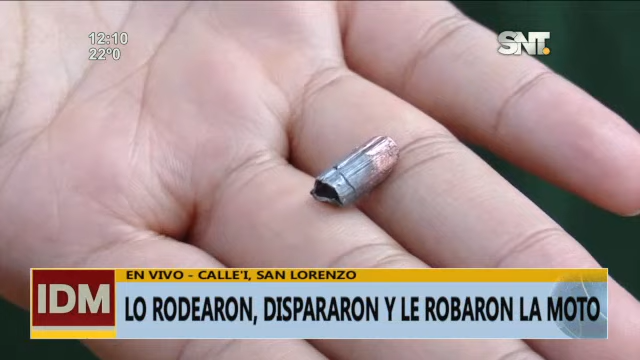 12:10
22°0
SNT.
EN VIVO - CALLE'I, SAN LORENZO
IDM
LO RODEARON, DISPARARON Y LE ROBARON LA MOTO